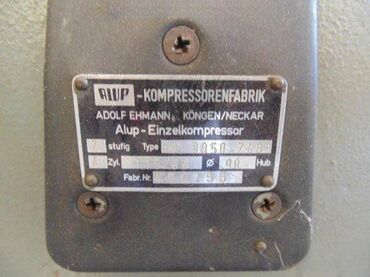 ALUP -KOMPRESSORENFABRIK
ADOLF EHMANN, KÖNGEN/NECKAR
Alup-Einzelkompressor
stufig Type
Zyl. Ø 90 Hub
Fabr. Nr.